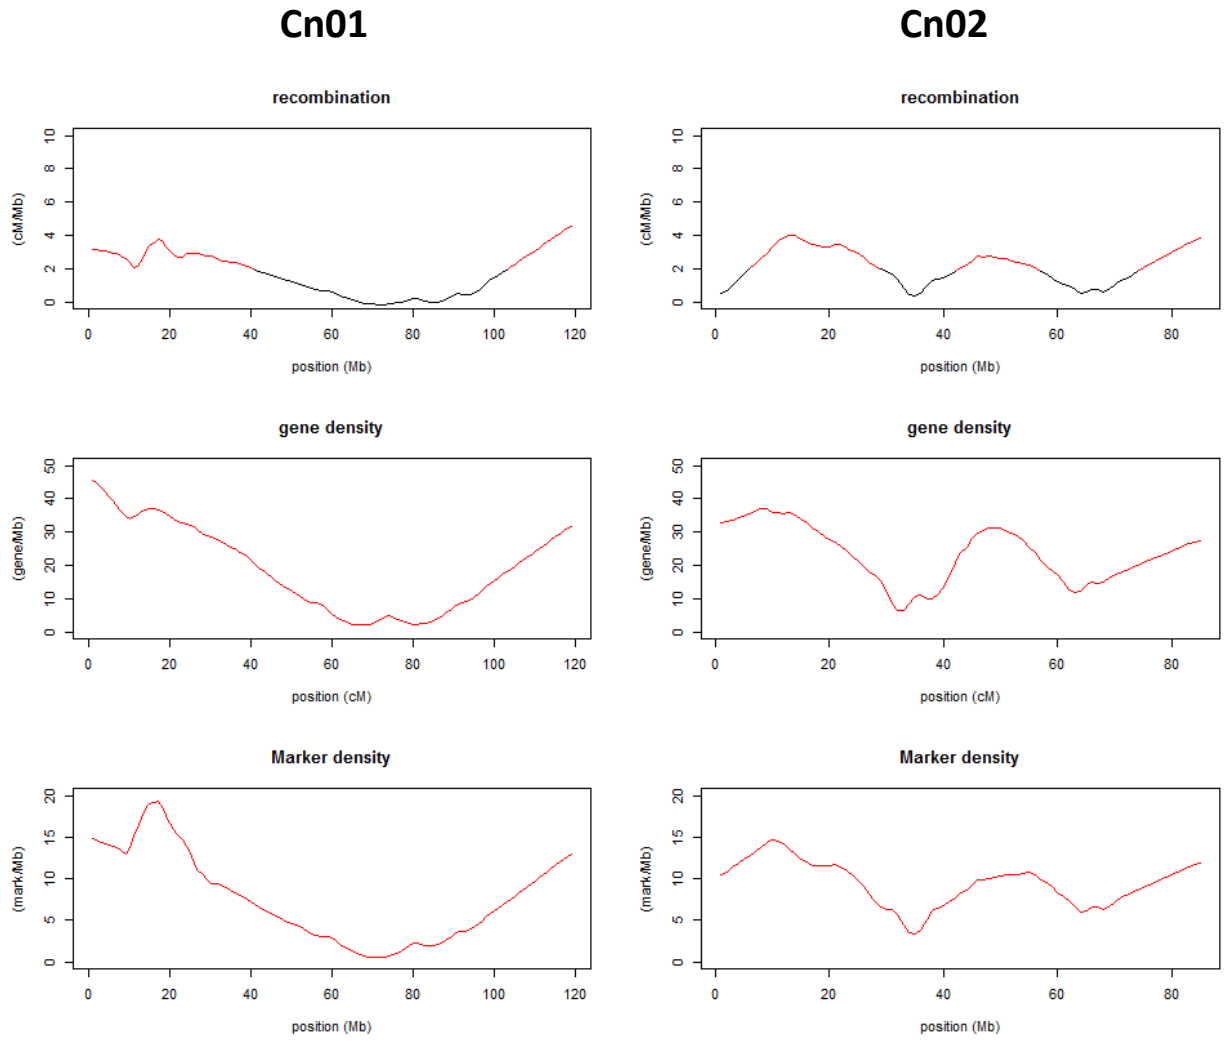 Cn01
Cn02
recombination
(cM/Mb)
0 2 4 6 8 10
0 20 40 60 80 100 120
position (Mb)
recombination
(cM/Mb)
0 2 4 6 8 10
0 20 40 60 80
position (Mb)
gene density
(gene/Mb)
0 10 20 30 40 50
0 20 40 60 80 100 120
position (cM)
gene density
(gene/Mb)
0 10 20 30 40 50
0 20 40 60 80
position (cM)
Marker density
(mark/Mb)
0 5 10 15 20
0 20 40 60 80 100 120
position (Mb)
Marker density
(mark/Mb)
0 5 10 15 20
0 20 40 60 80
position (Mb)